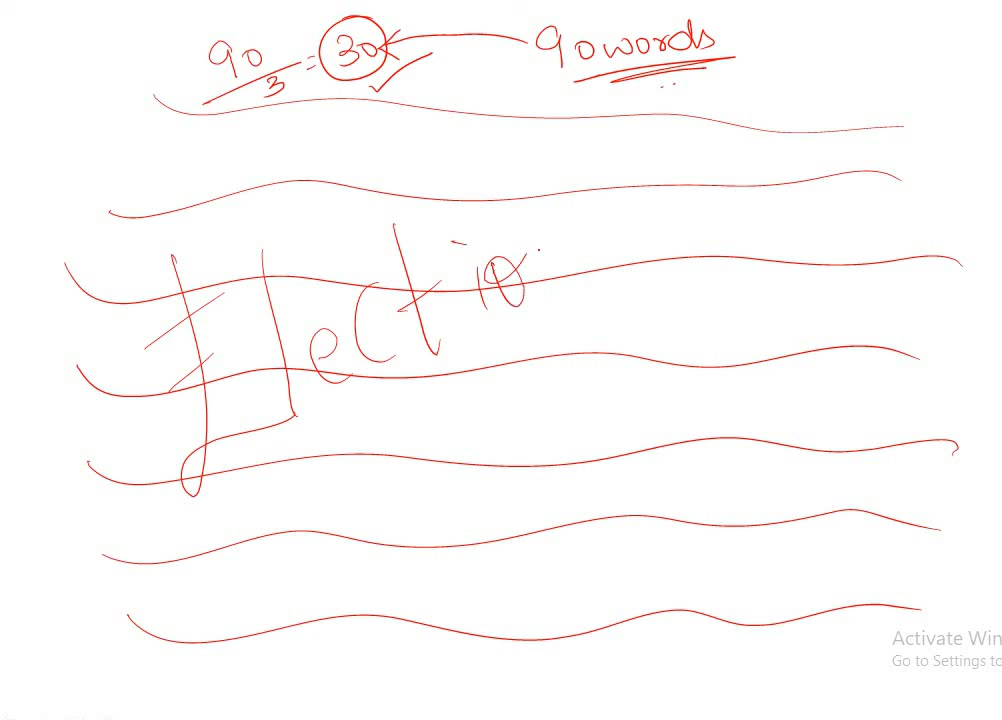 90/3 = 30 ← 90 words
Electio
Activate Win
Go to Settings to